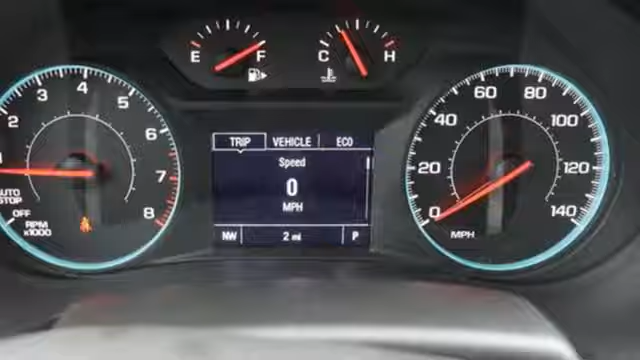 E F
C H
1 2 3 4 5 6 7 8
AUTO
STOP
OFF
RPM
x1000
TRIP VEHICLE ECO
Speed
0
MPH
NW 2 mi P
0 20 40 60 80 100 120 140
MPH